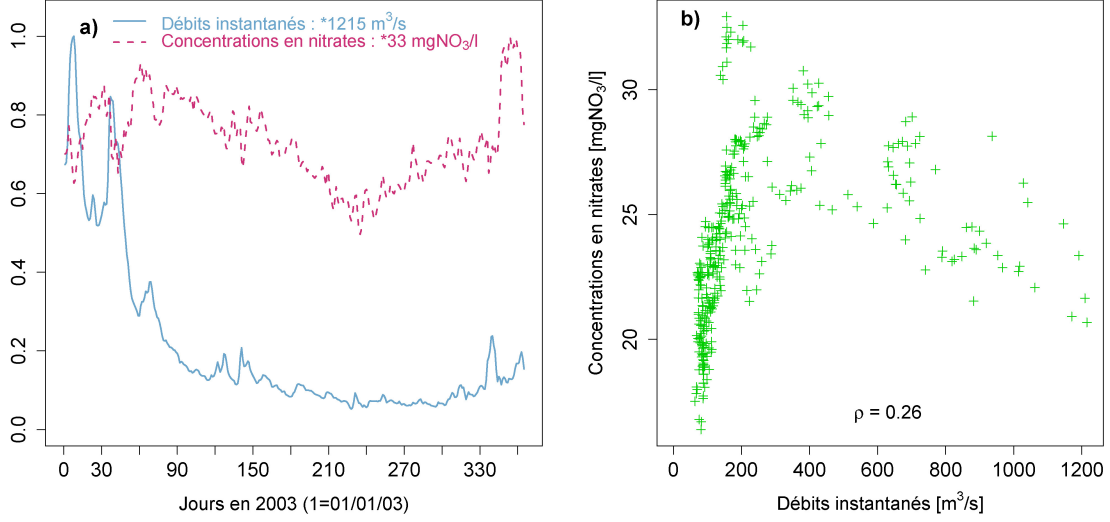 a)
Débits instantanés : *1215 m³/s
Concentrations en nitrates : *33 mgNO₃/l
1.0
0.8
0.6
0.4
0.2
0.0
0 30 90 150 210 270 330
Jours en 2003 (1=01/01/03)
b)
Concentrations en nitrates [mgNO₃/l]
30
25
20
ρ = 0.26
0 200 400 600 800 1000 1200
Débits instantanés [m³/s]